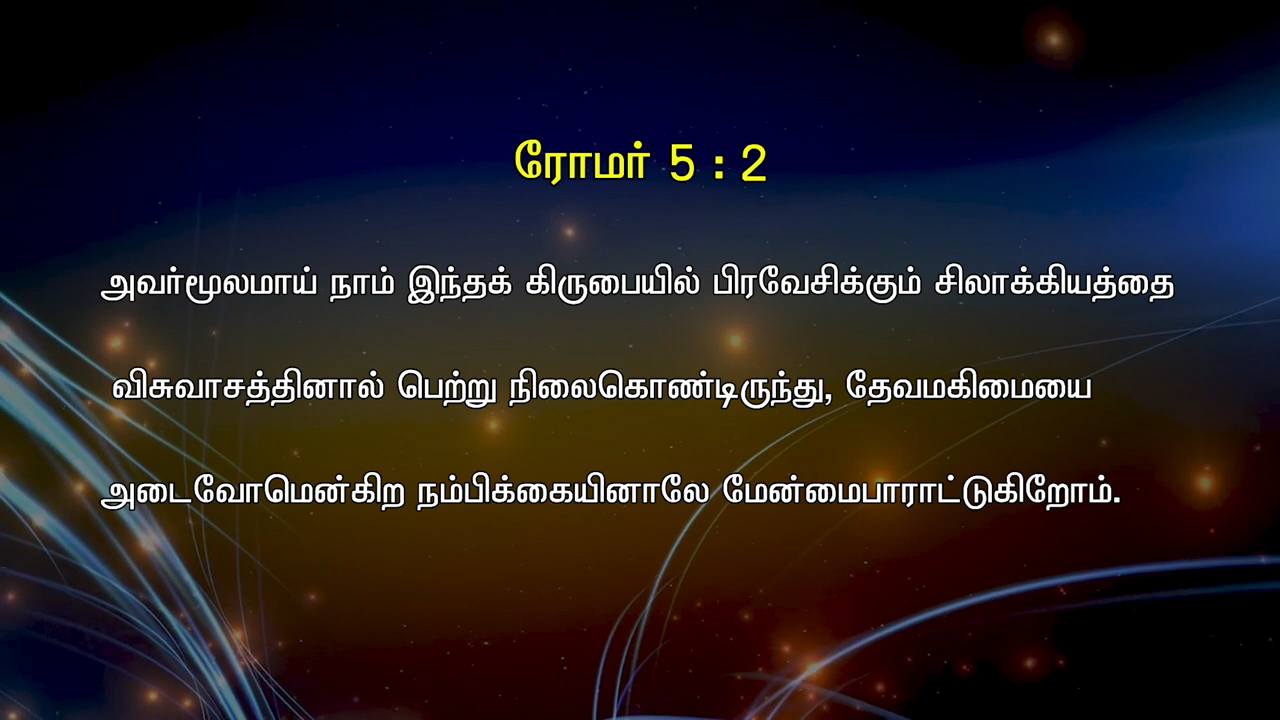 ரோமர் 5 : 2
அவர்மூலமாய் நாம் இந்தக் கிருபையில் பிரவேசிக்கும் சிலாக்கியத்தை
விசுவாசத்தினால் பெற்று நிலைகொண்டிருந்து, தேவமகிமையை
அடைவோமென்கிற நம்பிக்கையினாலே மேன்மைபாராட்டுகிறோம்.